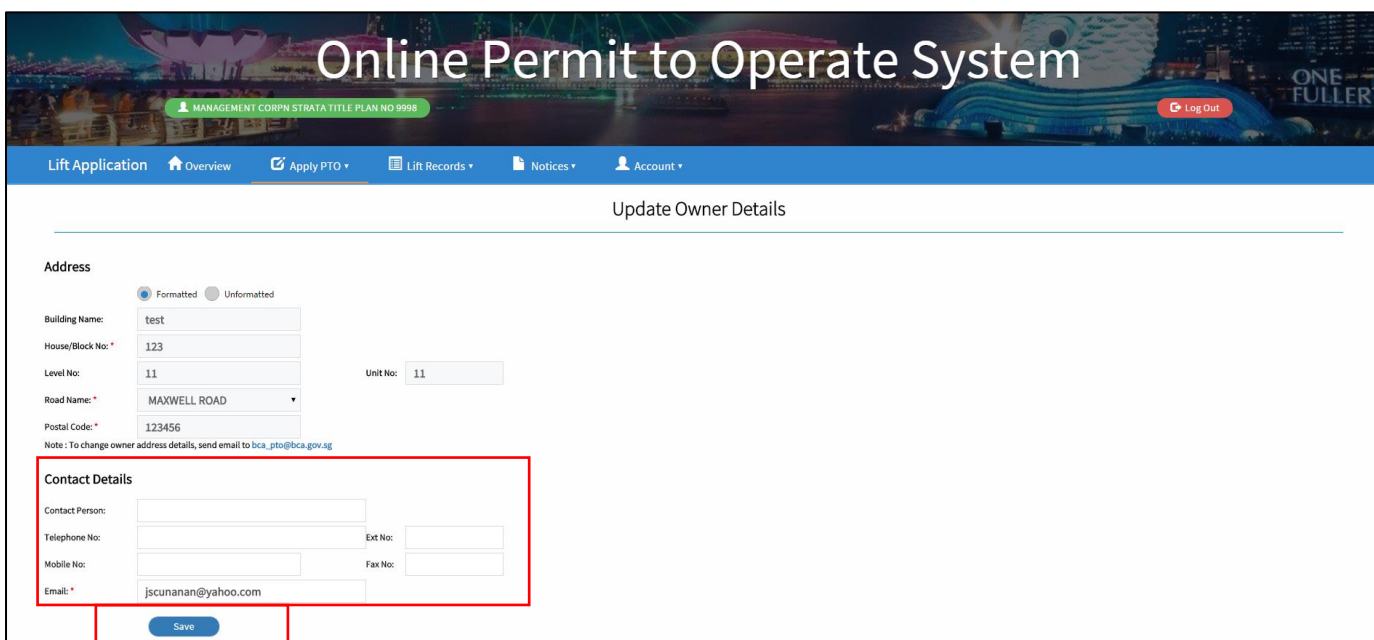 Online Permit to Operate System
ONE
FULLER
MANAGEMENT CORPN STRATA TITLE PLAN NO 9998
Log Out
Lift Application Overview Apply PTO Lift Records Notices Account
Update Owner Details
Address
Formatted Unformatted
Building Name: test
House/Block No: * 123
Level No: 11 Unit No: 11
Road Name: * MAXWELL ROAD
Postal Code: * 123456
Note : To change owner address details, send email to bca_pto@bca.gov.sg
Contact Details
Contact Person:
Telephone No: Ext No:
Mobile No: Fax No:
Email: * jscunanan@yahoo.com
Save